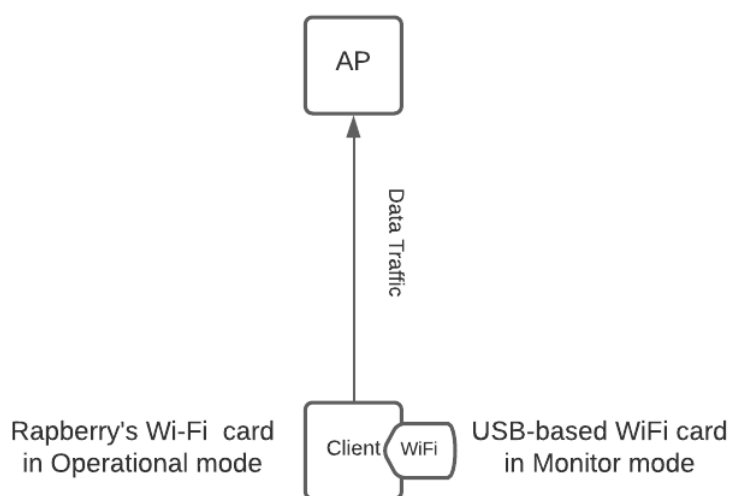 AP
Data Traffic
Rapberry's Wi-Fi card
in Operational mode
Client
WiFi
USB-based WiFi card
in Monitor mode